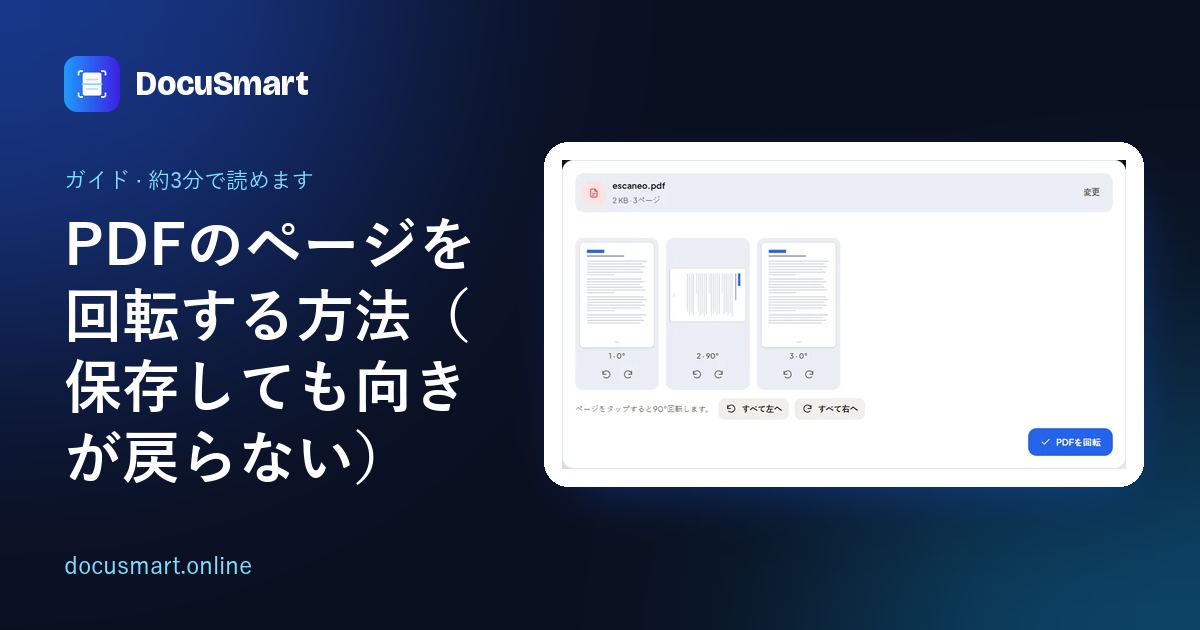 DocuSmart
ガイド · 約3分で読めます
PDFのページを
回転する方法（
保存しても向き
が戻らない）
docusmart.online
escaneo.pdf
2 KB · 3ページ
変更
1 · 0°
2 · 90°
3 · 0°
ページをタップすると90°回転します。
すべて左へ
すべて右へ
PDFを回転